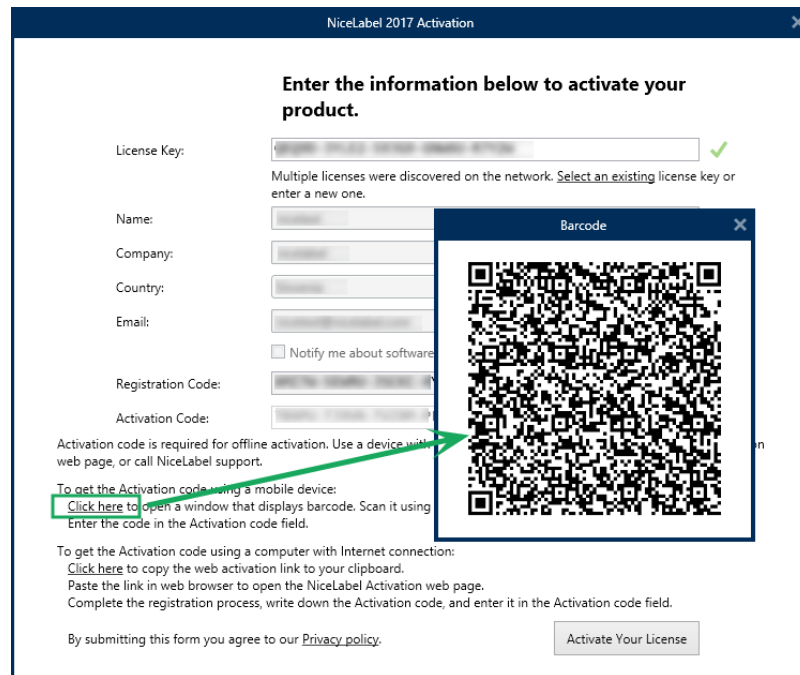 NiceLabel 2017 Activation
Enter the information below to activate your
product.
License Key:
Multiple licenses were discovered on the network. Select an existing license key or
enter a new one.
Name:
Barcode
Company:
Country:
Email:
Notify me about software
Registration Code:
Activation Code:
Activation code is required for offline activation. Use a device with
web page, or call NiceLabel support.
To get the Activation code using a mobile device:
Click here to open a window that displays barcode. Scan it using
Enter the code in the Activation code field.
To get the Activation code using a computer with Internet connection:
Click here to copy the web activation link to your clipboard.
Paste the link in web browser to open the NiceLabel Activation web page.
Complete the registration process, write down the Activation code, and enter it in the Activation code field.
By submitting this form you agree to our Privacy policy.
Activate Your License